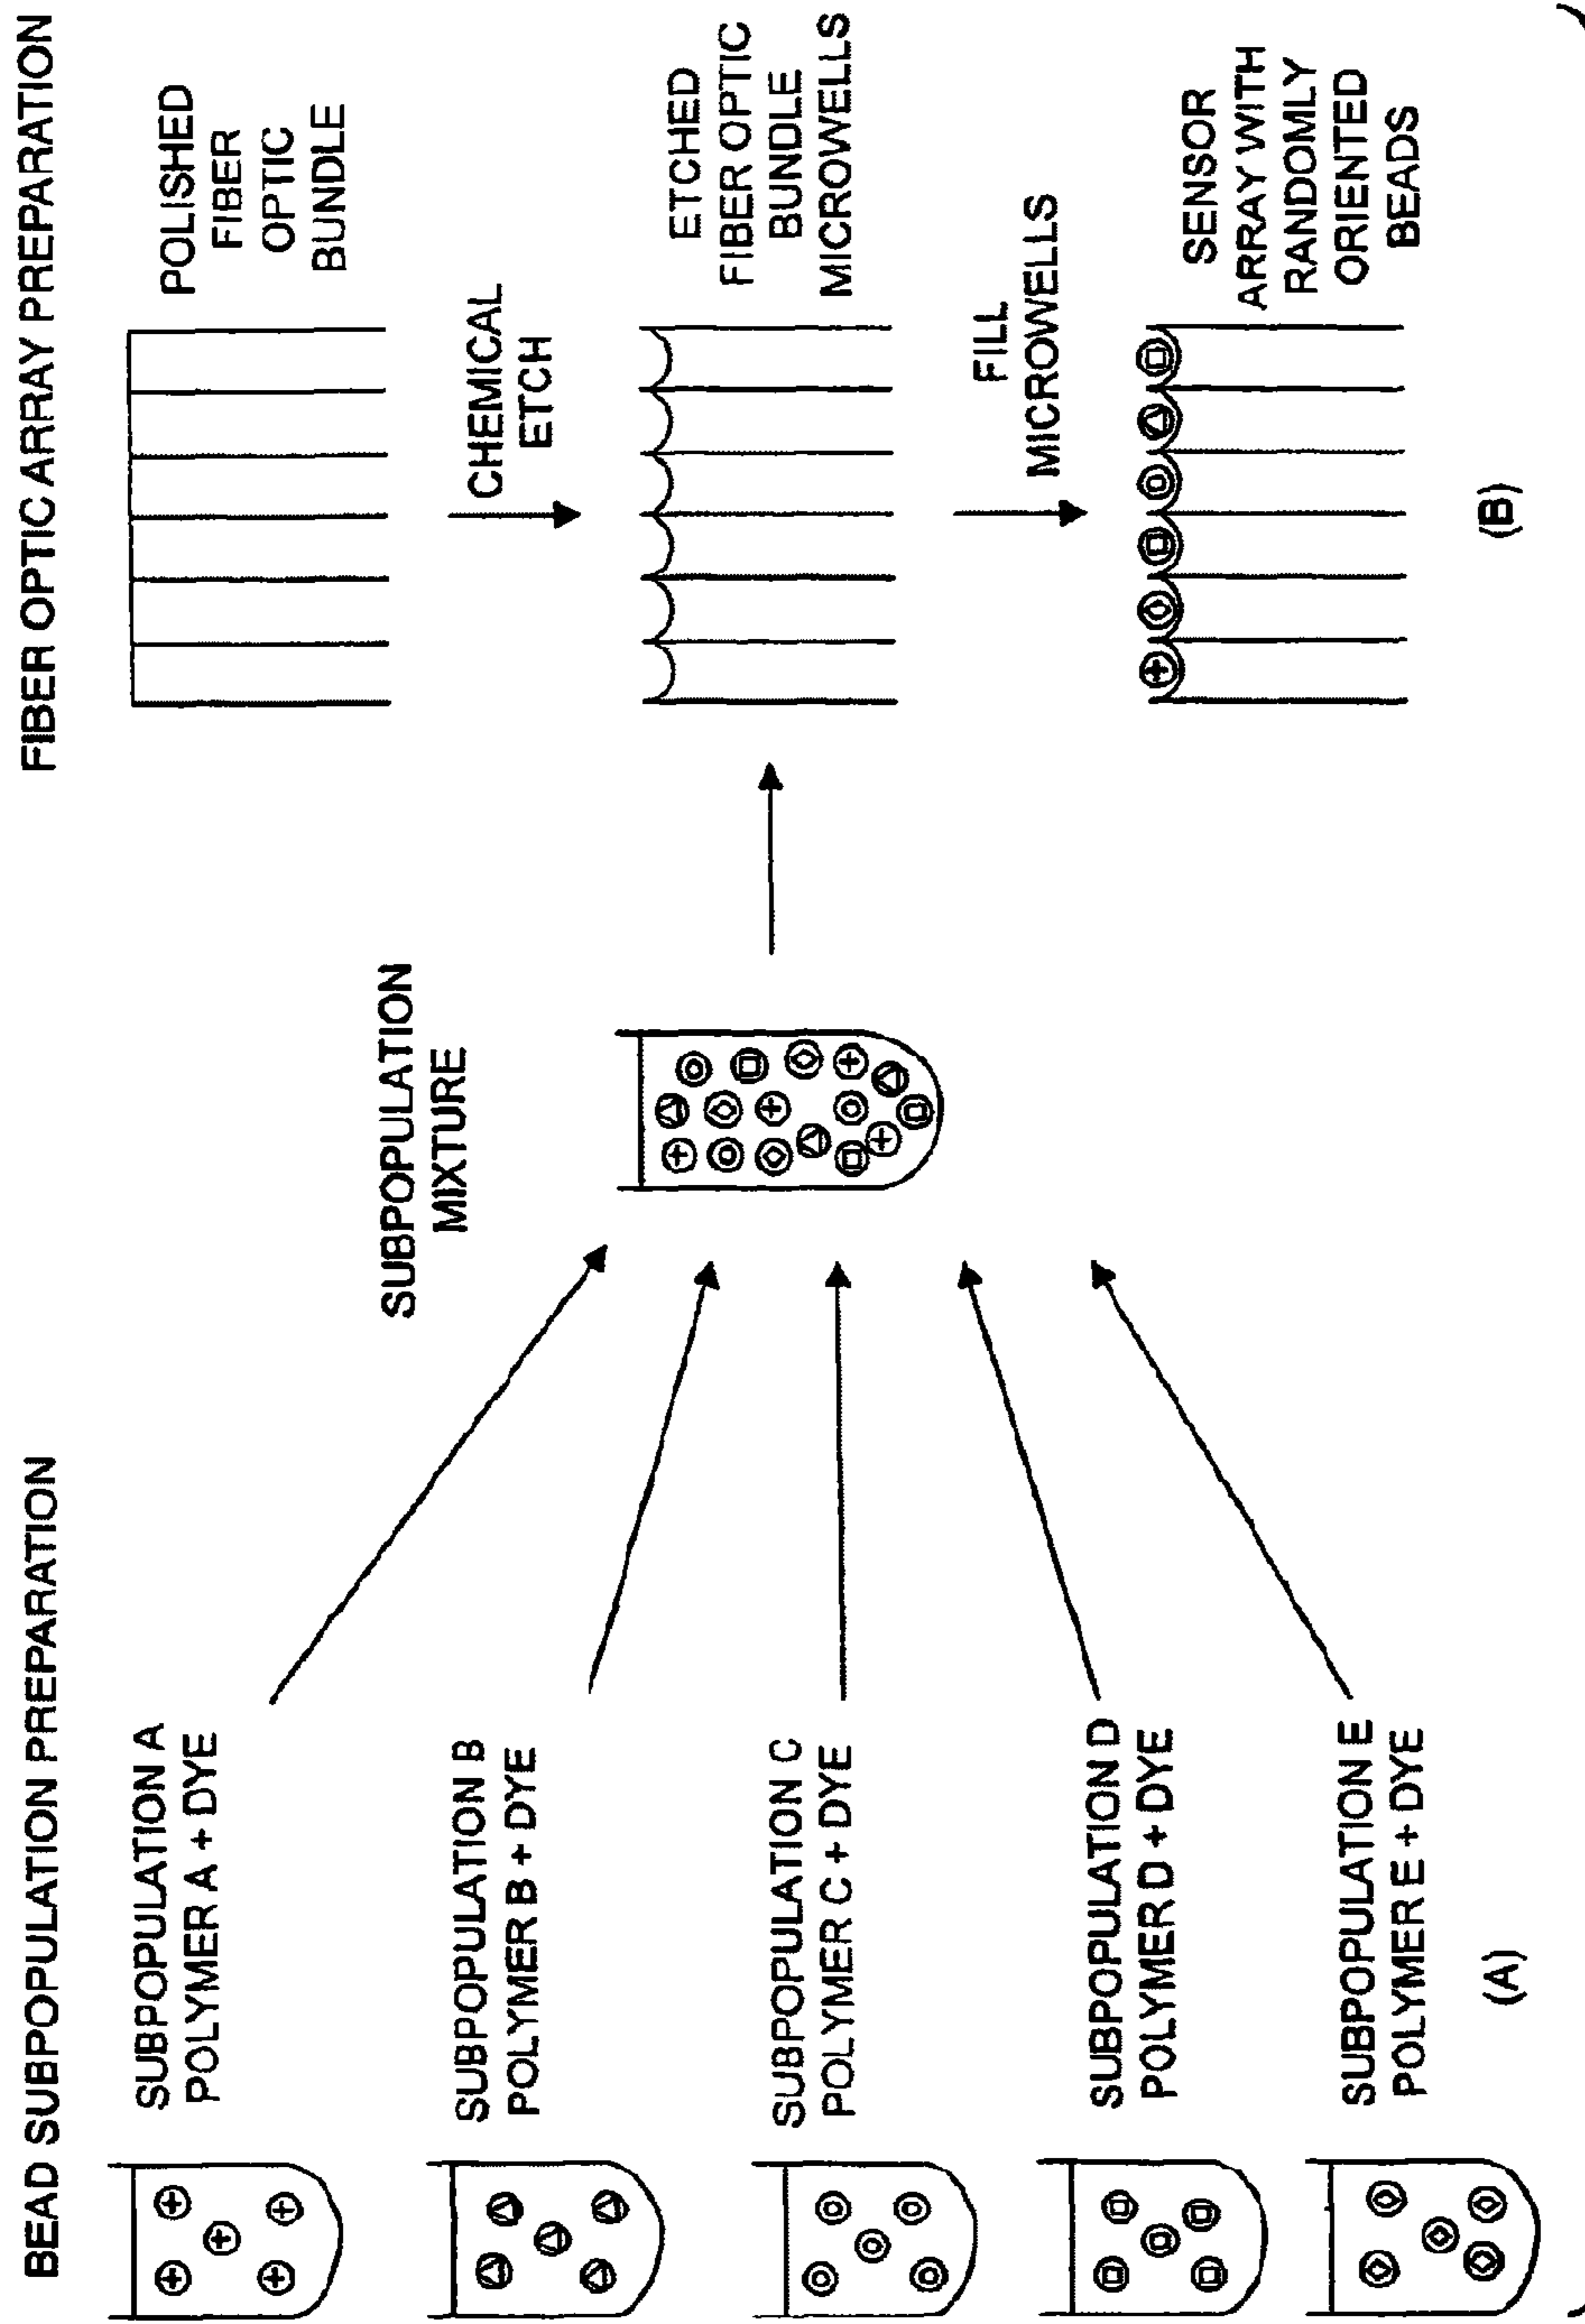 BEAD SUBPOPULATION PREPARATION
SUBPOPULATION A
POLYMER A + DYE
SUBPOPULATION B
POLYMER B + DYE
SUBPOPULATION C
POLYMER C + DYE
SUBPOPULATION D
POLYMER D + DYE
SUBPOPULATION E
POLYMER E + DYE
(A)
SUBPOPULATION
MIXTURE
FIBER OPTIC ARRAY PREPARATION
POLISHED
FIBER
OPTIC
BUNDLE
CHEMICAL
ETCH
ETCHED
FIBER OPTIC
BUNDLE
MICROWELLS
FILL
MICROWELLS
SENSOR
ARRAY WITH
RANDOMLY
ORIENTED
BEADS
(B)